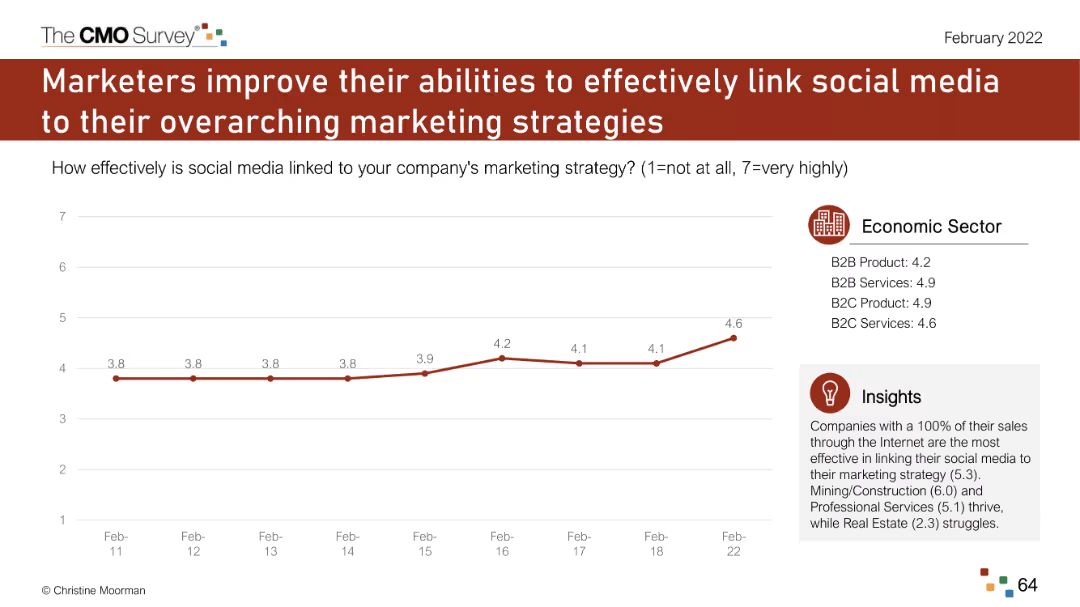 The CMO Survey®
February 2022
Marketers improve their abilities to effectively link social media
to their overarching marketing strategies
How effectively is social media linked to your company's marketing strategy? (1=not at all, 7=very highly)
7
6
5
4
3
2
1
3.8
3.8
3.8
3.8
3.9
4.2
4.1
4.1
4.6
Feb-
11
Feb-
12
Feb-
13
Feb-
14
Feb-
15
Feb-
16
Feb-
17
Feb-
18
Feb-
22
Economic Sector
B2B Product: 4.2
B2B Services: 4.9
B2C Product: 4.9
B2C Services: 4.6
Insights
Companies with a 100% of their sales
through the Internet are the most
effective in linking their social media to
their marketing strategy (5.3).
Mining/Construction (6.0) and
Professional Services (5.1) thrive,
while Real Estate (2.3) struggles.
© Christine Moorman
64